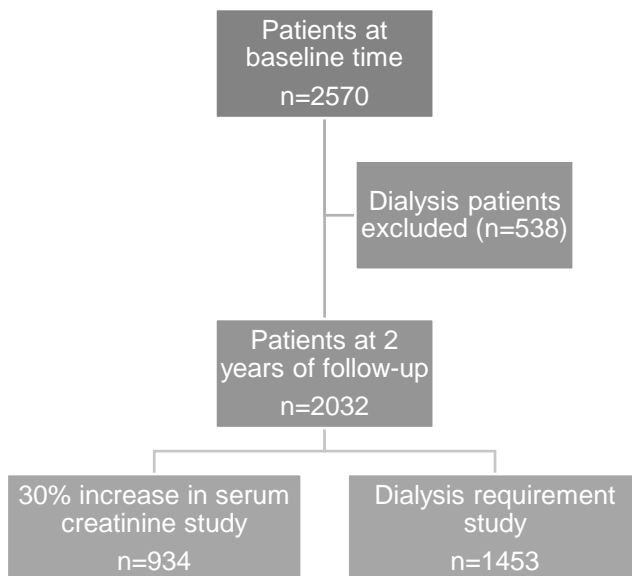 Patients at
baseline time
n=2570
Dialysis patients
excluded (n=538)
Patients at 2
years of follow-up
n=2032
30% increase in serum
creatinine study
n=934
Dialysis requirement
study
n=1453